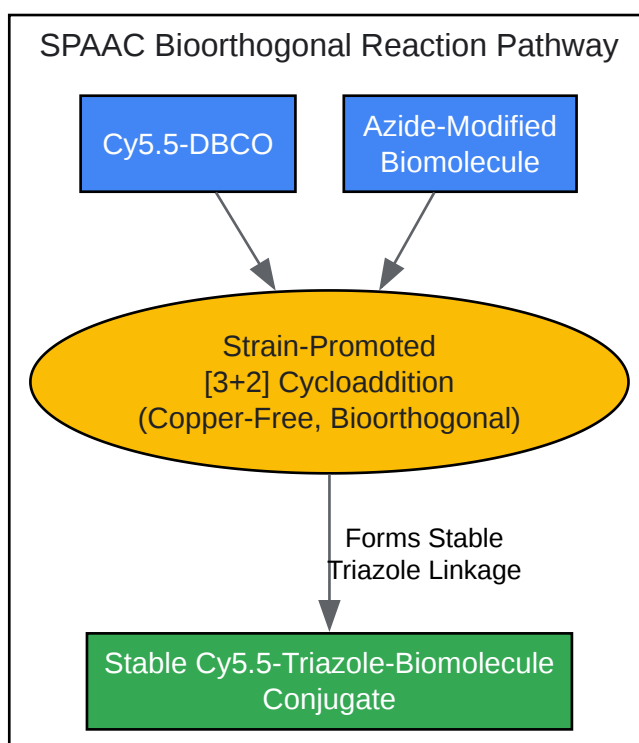 SPAAC Bioorthogonal Reaction Pathway
Cy5.5-DBCO
Azide-Modified
Biomolecule
Strain-Promoted
[3+2] Cycloaddition
(Copper-Free, Bioorthogonal)
Forms Stable
Triazole Linkage
Stable Cy5.5-Triazole-Biomolecule
Conjugate